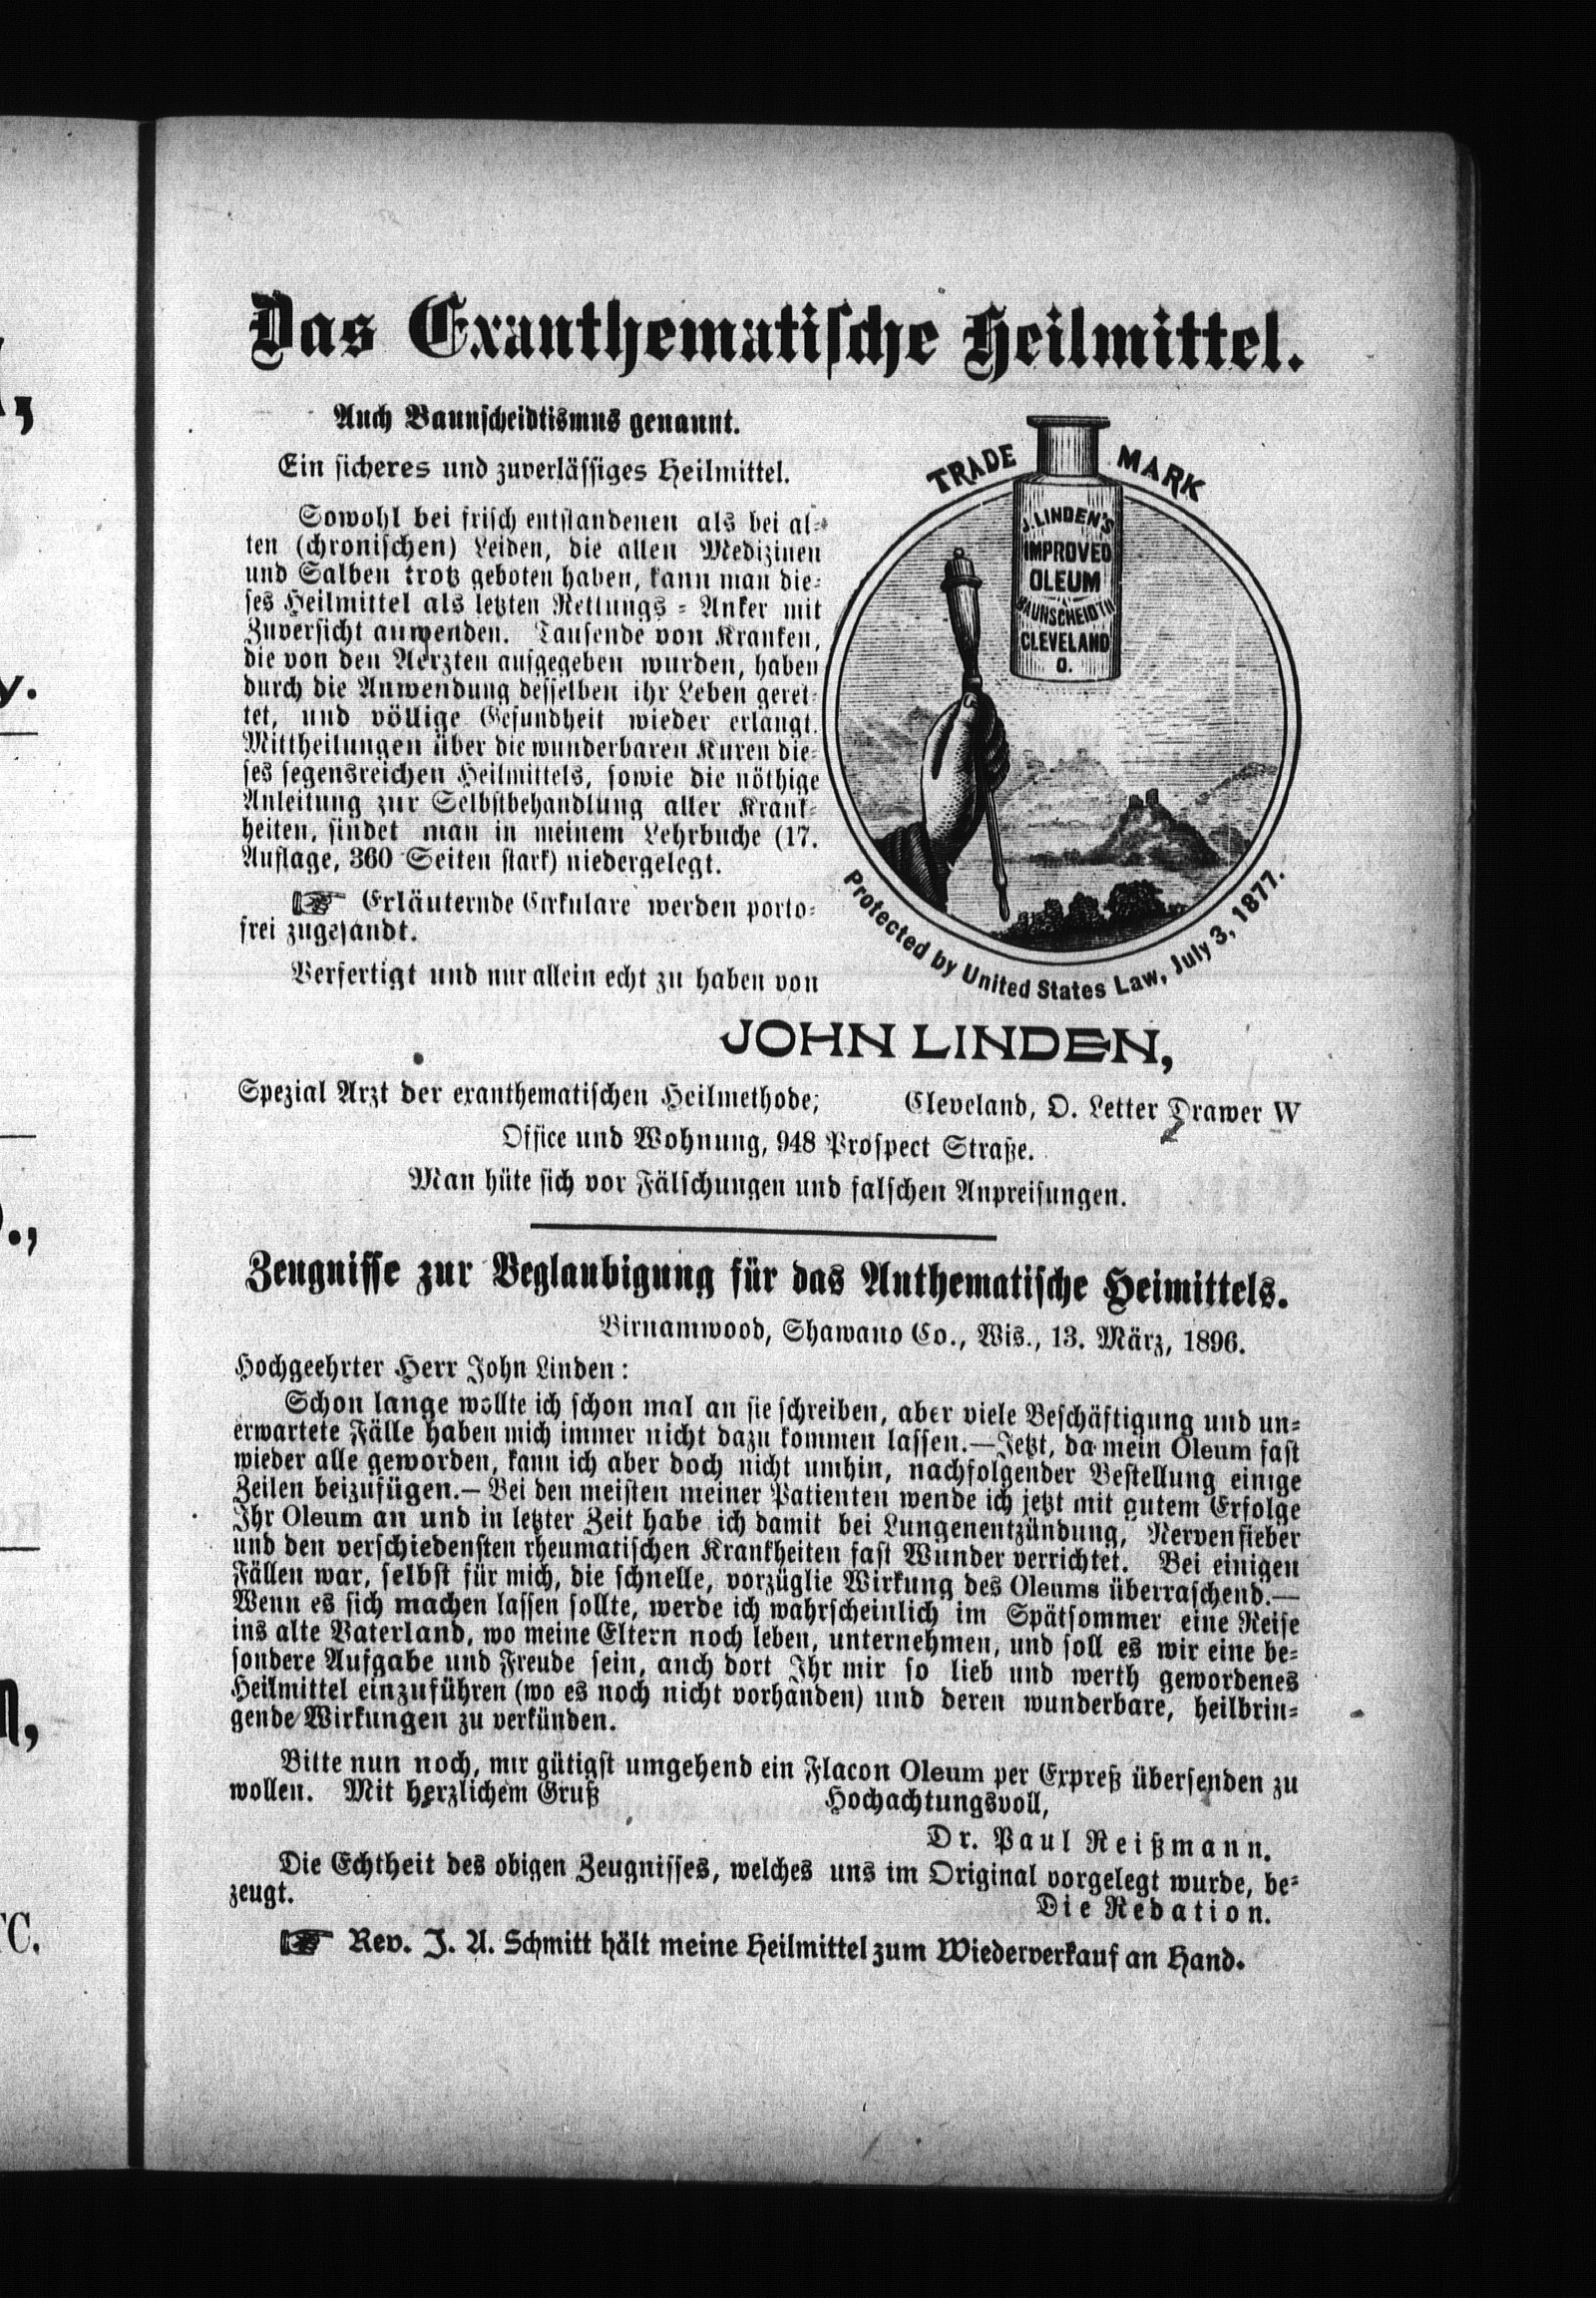 Das Exanthematische Heilmittel.
Auch Baunscheidtismus genannt.
Ein sicheres und zuverlässiges Heilmittel.
Sowohl bei frisch entstandenen als bei al-
ten (chronischen) Leiden, die allen Medizinen
und Salben trotz geboten haben, kann man die-
ses Heilmittel als letzten Rettungs-Anker mit
Zuversicht anwenden. Tausende von Kranken,
die von den Aerzten aufgegeben wurden, haben
durch die Anwendung desselben ihr Leben geret-
tet, und völlige Gesundheit wieder erlangt.
Mittheilungen über die wunderbaren Kuren die-
ses segensreichen Heilmittels, sowie die nöthige
Anleitung zur Selbstbehandlung aller Krank-
heiten, findet man in meinem Lehrbuche (17.
Auflage, 360 Seiten stark) niedergelegt.
☞ Erläuternde Cirkulare werden porto-
frei zugesandt.
Verfertigt und nur allein echt zu haben von
TRADE MARK
J. LINDEN'S
IMPROVED
OLEUM
BAUNSCHEIDTII
CLEVELAND
O.
Protected by United States Law, July 3, 1877.
JOHN LINDEN,
Spezial Arzt der exanthematischen Heilmethode; Cleveland, O. Letter Drawer W
Office und Wohnung, 948 Prospect Straße.
Man hüte sich vor Fälschungen und falschen Anpreisungen.
Zeugnisse zur Beglaubigung für das Anthematische Heimittels.
Birnamwood, Shawano Co., Wis., 13. März, 1896.
Hochgeehrter Herr John Linden:
Schon lange wollte ich schon mal an sie schreiben, aber viele Beschäftigung und un-
erwartete Fälle haben mich immer nicht dazu kommen lassen.—Jetzt, da mein Oleum fast
wieder alle geworden, kann ich aber doch nicht umhin, nachfolgender Bestellung einige
Zeilen beizufügen.—Bei den meisten meiner Patienten wende ich jetzt mit gutem Erfolge
Ihr Oleum an und in letzter Zeit habe ich damit bei Lungenentzündung, Nervenfieber
und den verschiedensten rheumatischen Krankheiten fast Wunder verrichtet. Bei einigen
Fällen war, selbst für mich, die schnelle, vorzüglie Wirkung des Oleums überraschend.—
Wenn es sich machen lassen sollte, werde ich wahrscheinlich im Spätsommer eine Reise
ins alte Vaterland, wo meine Eltern noch leben, unternehmen, und soll es wir eine be-
sondere Aufgabe und Freude sein, auch dort Ihr mir so lieb und werth gewordenes
Heilmittel einzuführen (wo es noch nicht vorhanden) und deren wunderbare, heilbrin-
gende Wirkungen zu verkünden.
Bitte nun noch, mir gütigst umgehend ein Flacon Oleum per Expreß übersenden zu
wollen. Mit herzlichem Gruß Hochachtungsvoll,
Dr. Paul Reißmann.
Die Echtheit des obigen Zeugnisses, welches uns im Original vorgelegt wurde, be-
zeugt. Die Redation.
☞ Rev. J. A. Schmitt hält meine Heilmittel zum Wiederverkauf an Hand.